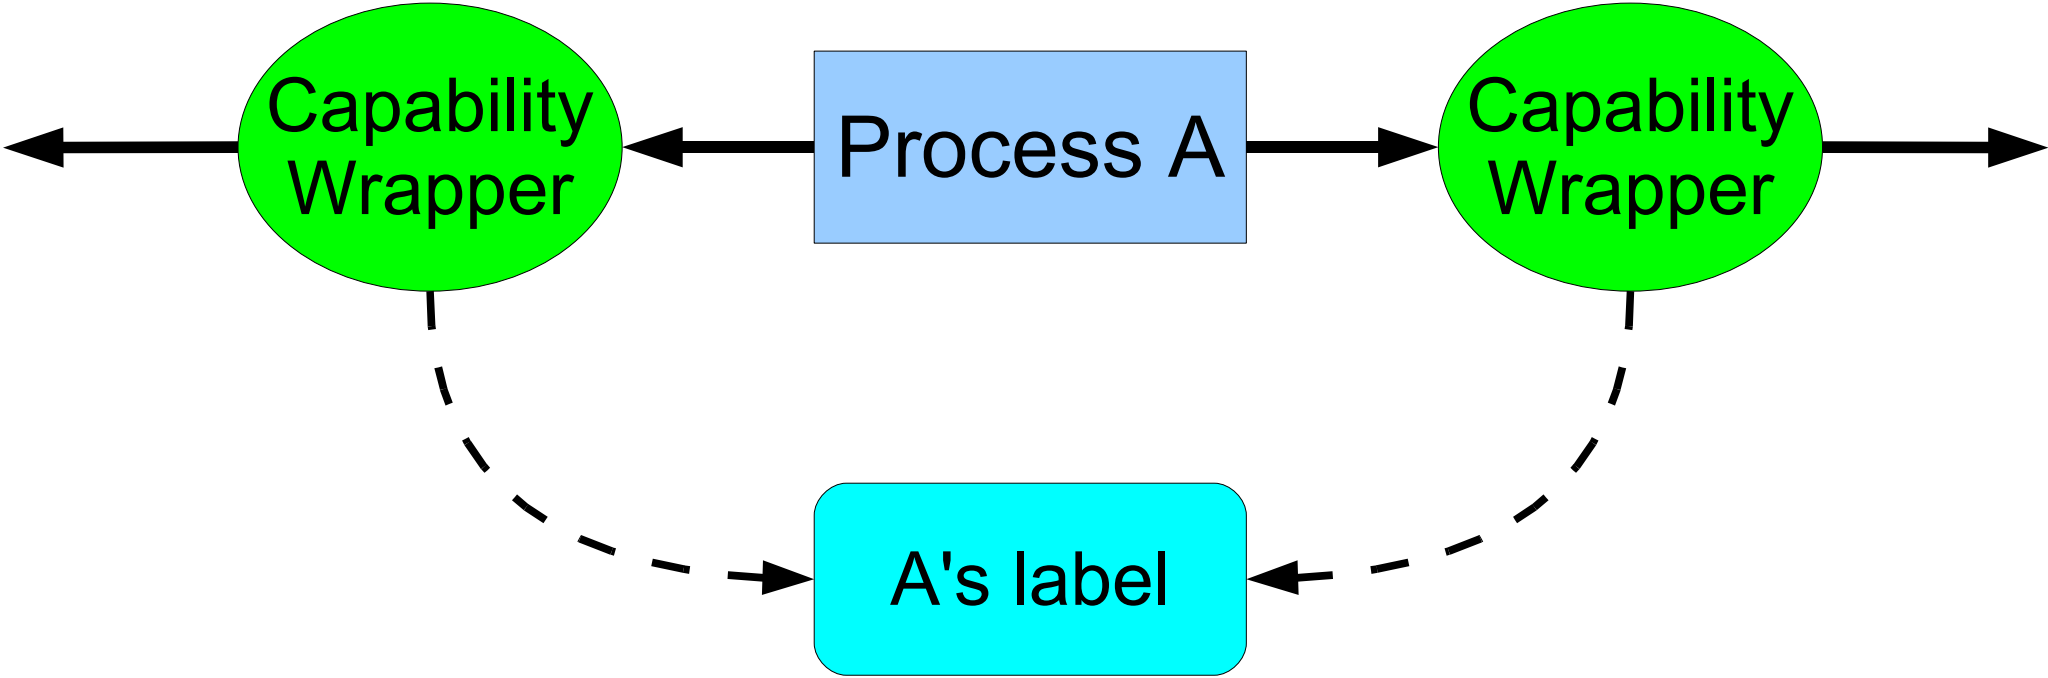 Capability
Wrapper
Process A
Capability
Wrapper
A's label